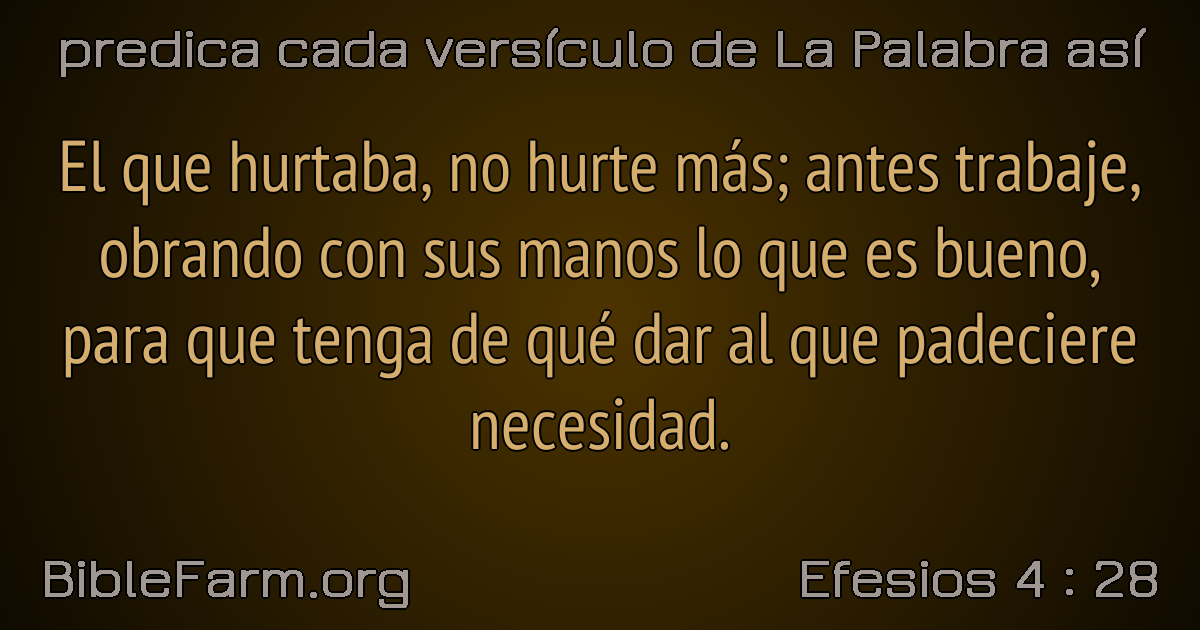 predica cada versículo de La Palabra así
El que hurtaba, no hurte más; antes trabaje,
obrando con sus manos lo que es bueno,
para que tenga de qué dar al que padeciere
necesidad.
BibleFarm.org
Efesios 4 : 28